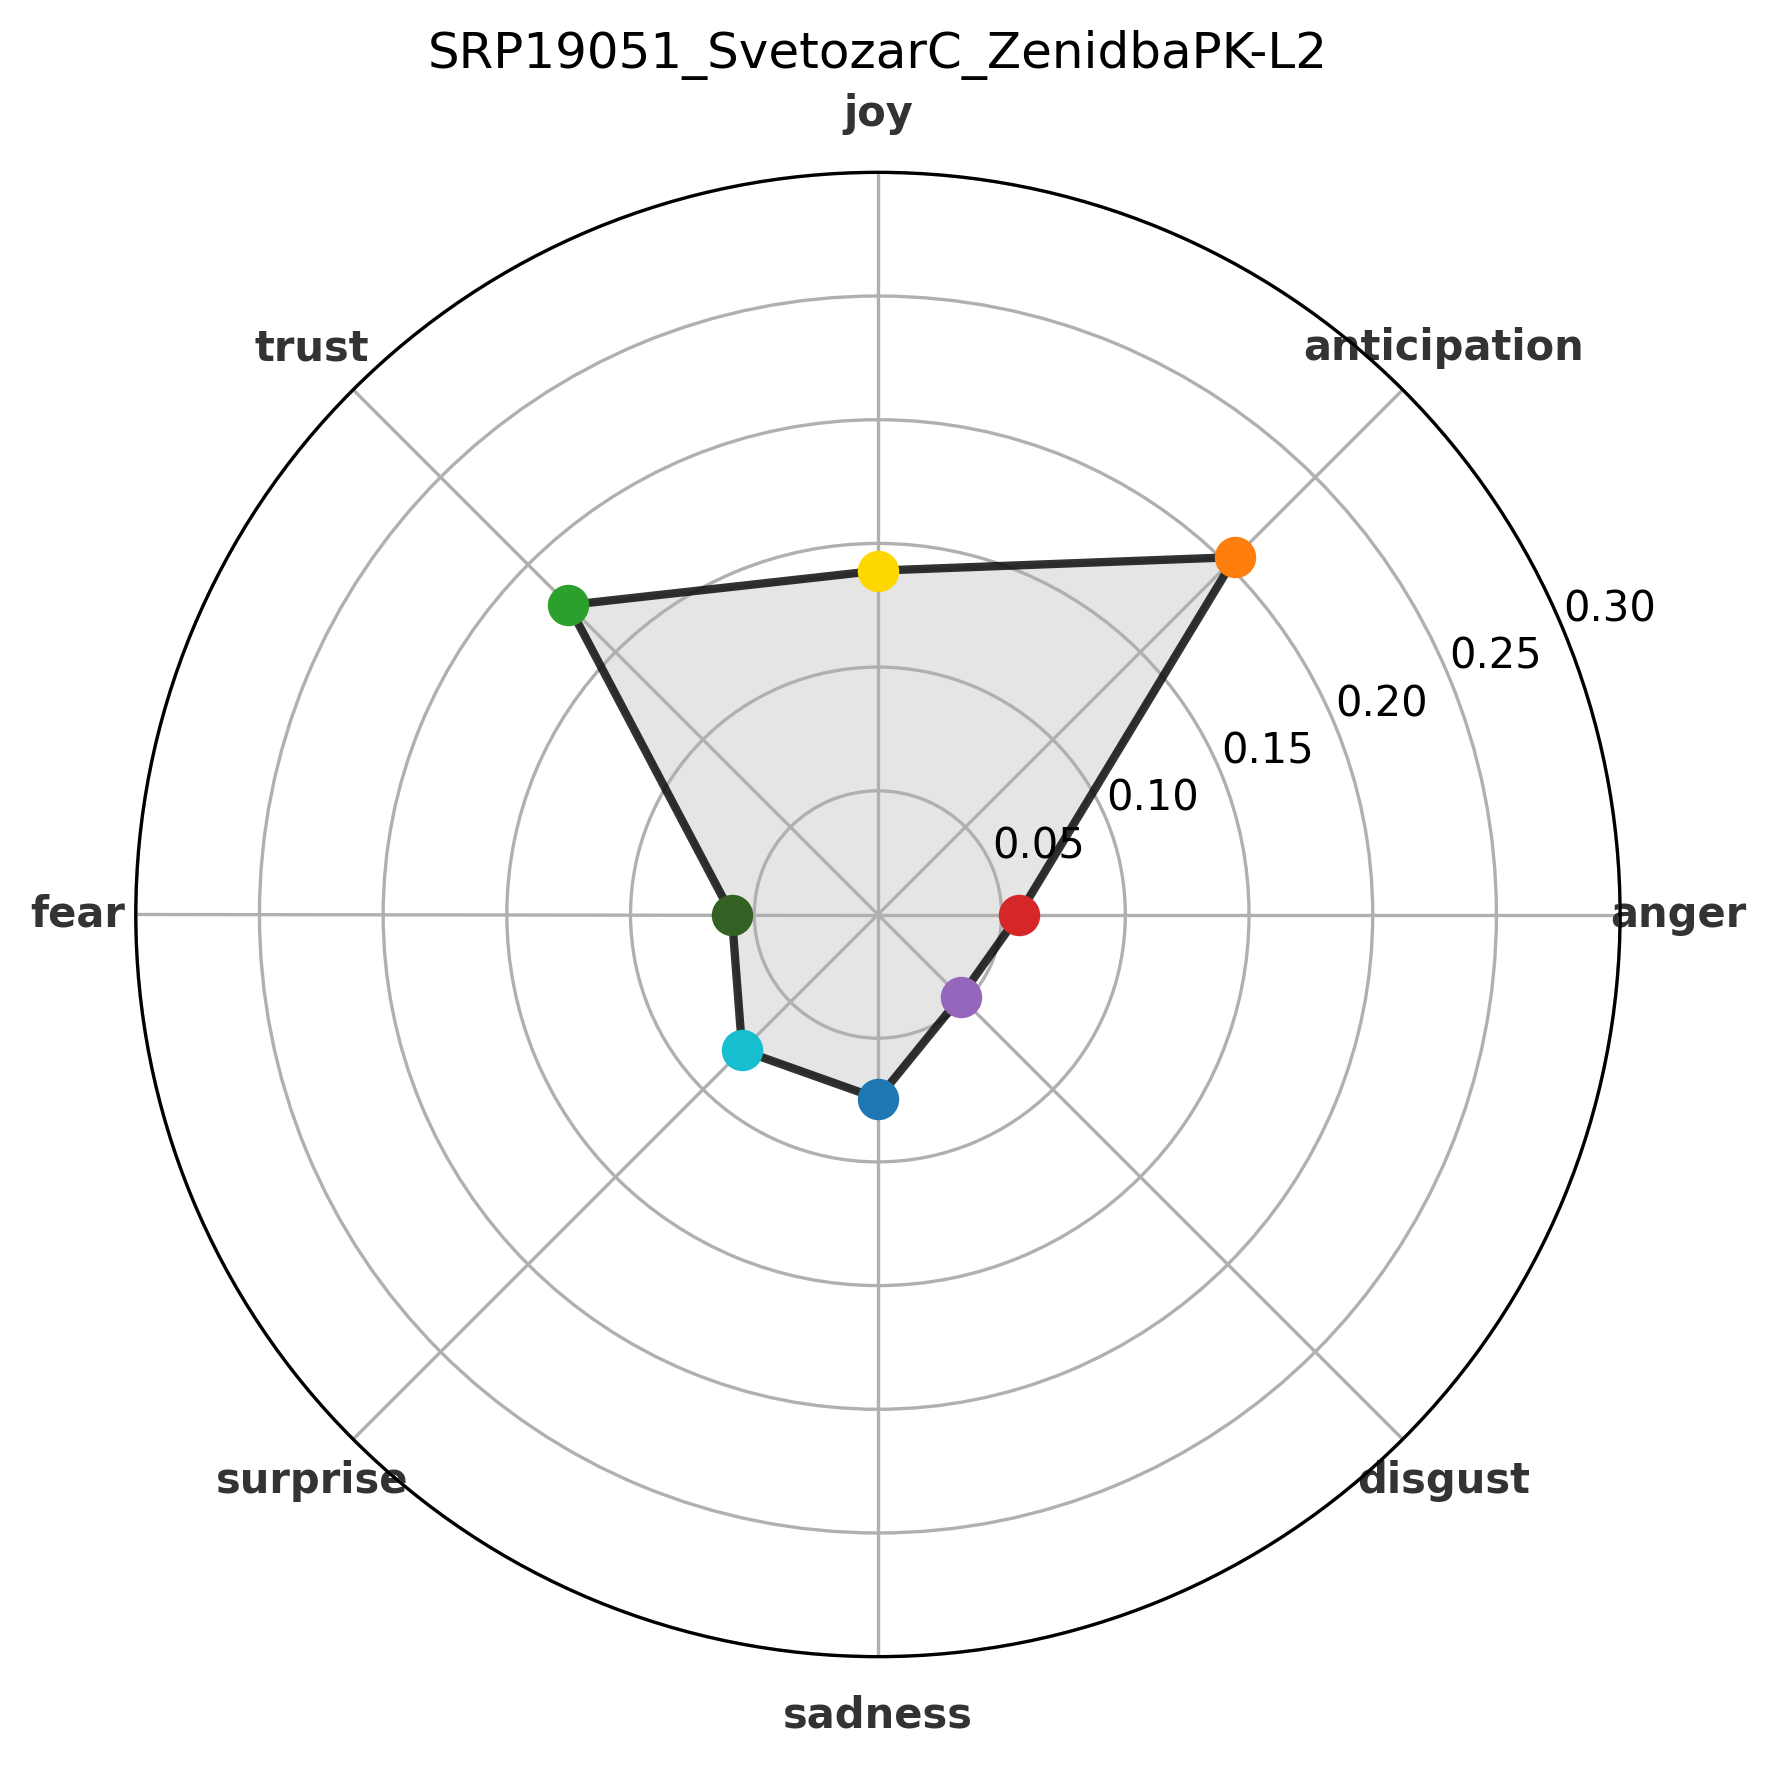 SRP19051_SvetozarC_ZenidbaPK-L2
joy
trust
anticipation
0.30
0.25
0.20
0.15
0.10
0.05
fear
anger
surprise
disgust
sadness